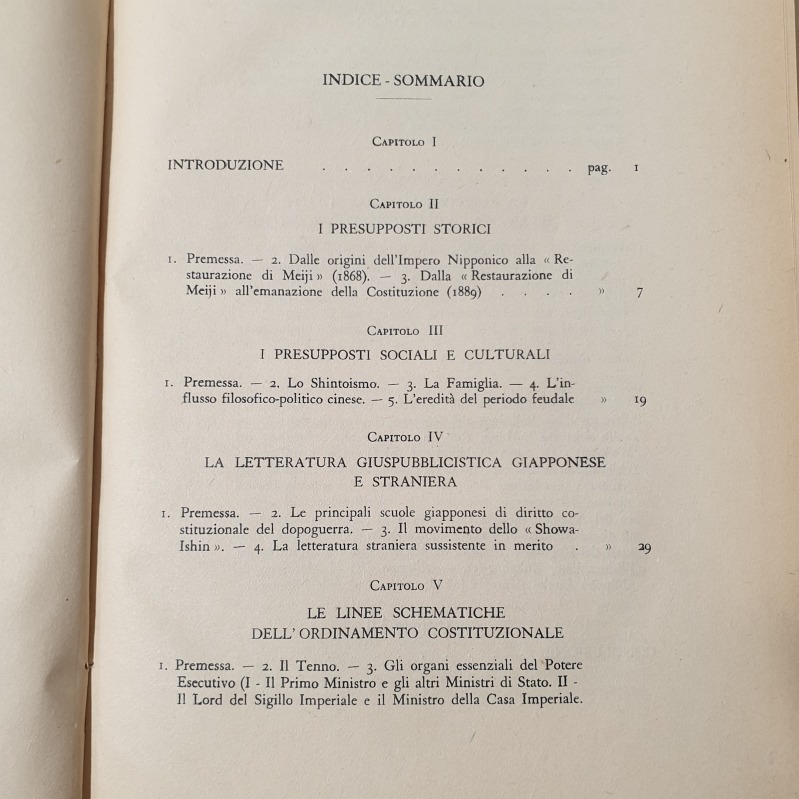 INDICE - SOMMARIO
Capitolo I
INTRODUZIONE . . . . . . . . . . . . pag. 1
Capitolo II
I PRESUPPOSTI STORICI
1. Premessa. — 2. Dalle origini dell'Impero Nipponico alla « Re-
staurazione di Meiji » (1868). — 3. Dalla « Restaurazione di
Meiji » all'emanazione della Costituzione (1889) . . . . » 7
Capitolo III
I PRESUPPOSTI SOCIALI E CULTURALI
1. Premessa. — 2. Lo Shintoismo. — 3. La Famiglia. — 4. L'in-
flusso filosofico-politico cinese. — 5. L'eredità del periodo feudale » 19
Capitolo IV
LA LETTERATURA GIUSPUBBLICISTICA GIAPPONESE
E STRANIERA
1. Premessa. — 2. Le principali scuole giapponesi di diritto co-
stituzionale del dopoguerra. — 3. Il movimento dello « Showa-
Ishin ». — 4. La letteratura straniera sussistente in merito . » 29
Capitolo V
LE LINEE SCHEMATICHE
DELL'ORDINAMENTO COSTITUZIONALE
1. Premessa. — 2. Il Tenno. — 3. Gli organi essenziali del Potere
Esecutivo (I - Il Primo Ministro e gli altri Ministri di Stato. II -
Il Lord del Sigillo Imperiale e il Ministro della Casa Imperiale.